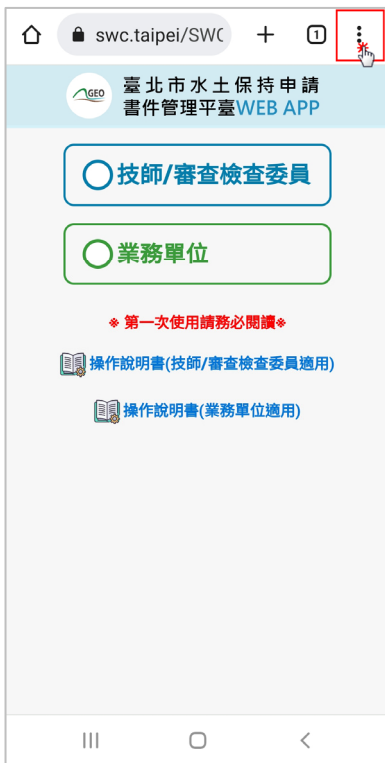 swc.taipei/SWC
1
GEO
臺北市水土保持申請
書件管理平臺WEB APP
技師/審查檢查委員
業務單位
※ 第一次使用請務必閱讀※
操作說明書(技師/審查檢查委員適用)
操作說明書(業務單位適用)